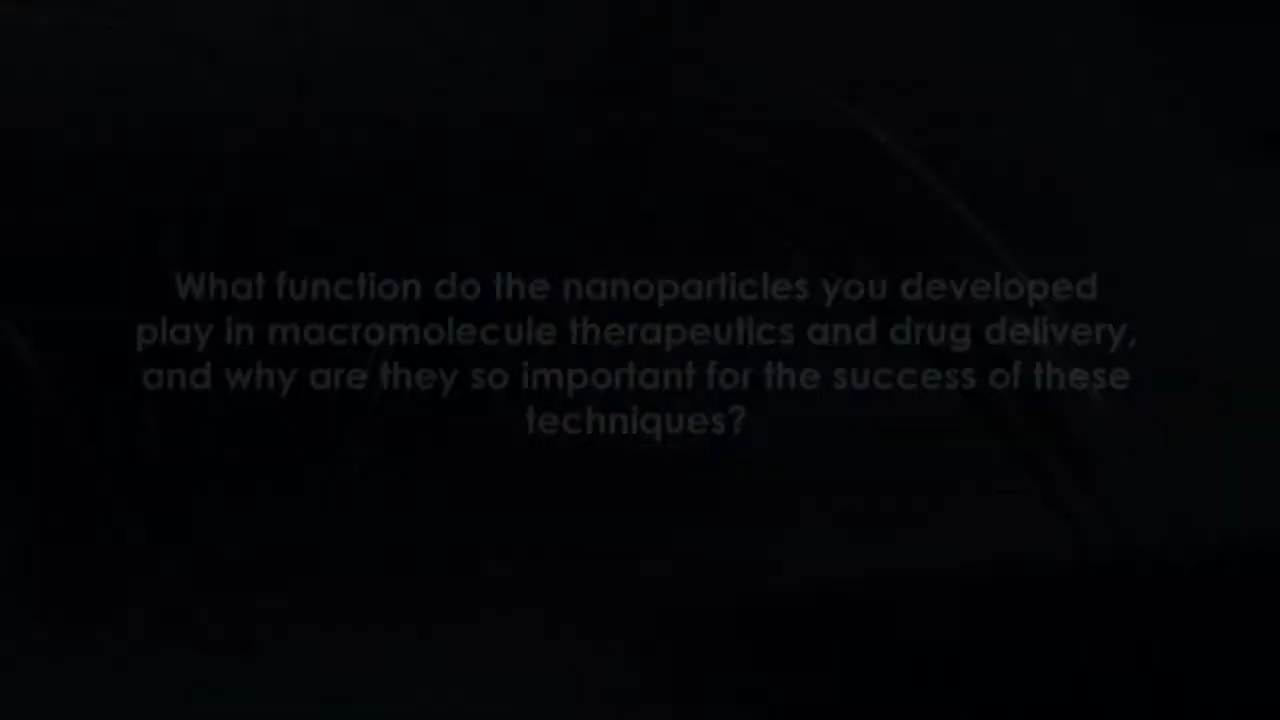 What function do the nanoparticles you developed
play in macromolecule therapeutics and drug delivery,
and why are they so important for the success of these
techniques?